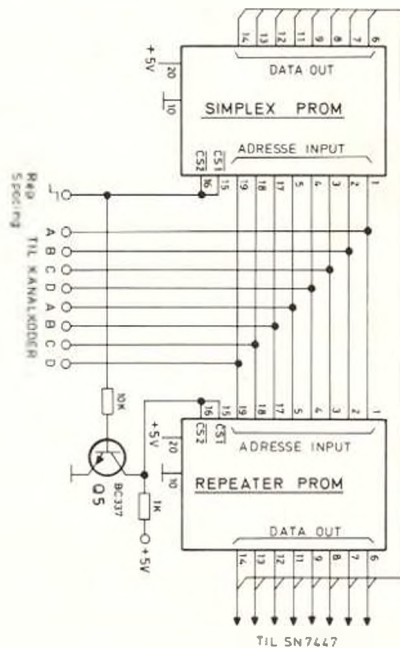 14 13 12 11 9 8 7 6
DATA OUT
+5V
20
10
SIMPLEX PROM
ADRESSE INPUT
CS2 CS1
16 15 19 18 17 5 4 3 2 1
Rep
Spacing
TIL KANALKODER
A
B
C
D
A
B
C
D
10K
BC337
Q5
1K
+5V
16 15 19 18 17 5 4 3 2 1
CS2 CS1
ADRESSE INPUT
+5V
20
10
REPEATER PROM
DATA OUT
14 13 12 11 9 8 7 6
TIL SN7447